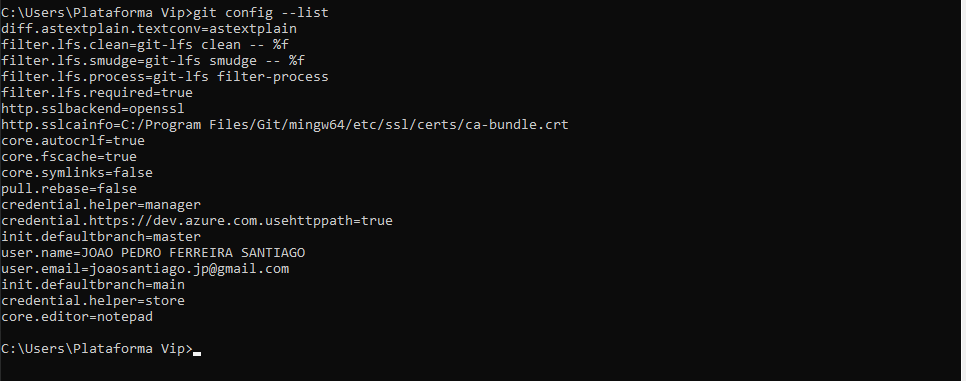 C:\Users\Plataforma Vip>git config --list
diff.astextplain.textconv=astextplain
filter.lfs.clean=git-lfs clean -- %f
filter.lfs.smudge=git-lfs smudge -- %f
filter.lfs.process=git-lfs filter-process
filter.lfs.required=true
http.sslbackend=openssl
http.sslcainfo=C:/Program Files/Git/mingw64/etc/ssl/certs/ca-bundle.crt
core.autocrlf=true
core.fscache=true
core.symlinks=false
pull.rebase=false
credential.helper=manager
credential.https://dev.azure.com.usehttppath=true
init.defaultbranch=master
user.name=JOAO PEDRO FERREIRA SANTIAGO
user.email=joaosantiago.jp@gmail.com
init.defaultbranch=main
credential.helper=store
core.editor=notepad
C:\Users\Plataforma Vip>